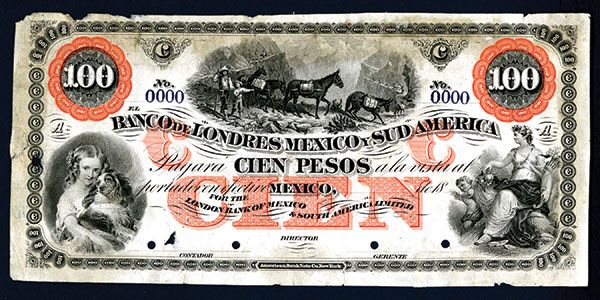 C C
100 100
No. No.
0000 0000
EL
BANCO DE LONDRES MEXICO Y SUD AMERICA
A A
Pagara CIEN PESOS a la vista al
portador en efectivo MEXICO, de 18
CIEN
FOR THE
LONDON BANK OF MEXICO
& SOUTH AMERICA LIMITED
DIRECTOR
CONTADOR GERENTE
American Bank Note Co. New York